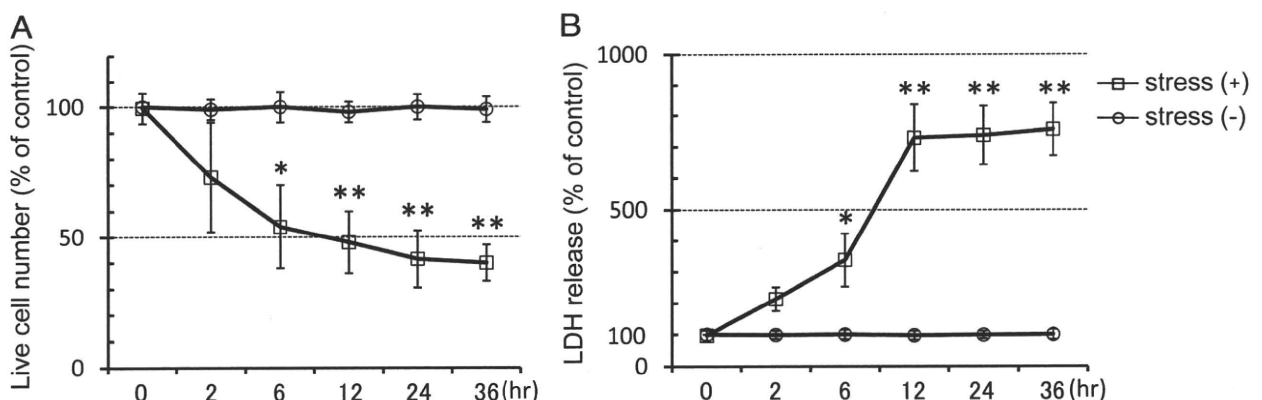 A
Live cell number (% of control)
100
50
0
*
**
**
**
0 2 6 12 24 36 (hr)
B
LDH release (% of control)
1000
500
100
0
*
** ** **
0 2 6 12 24 36 (hr)
stress (+)
stress (-)